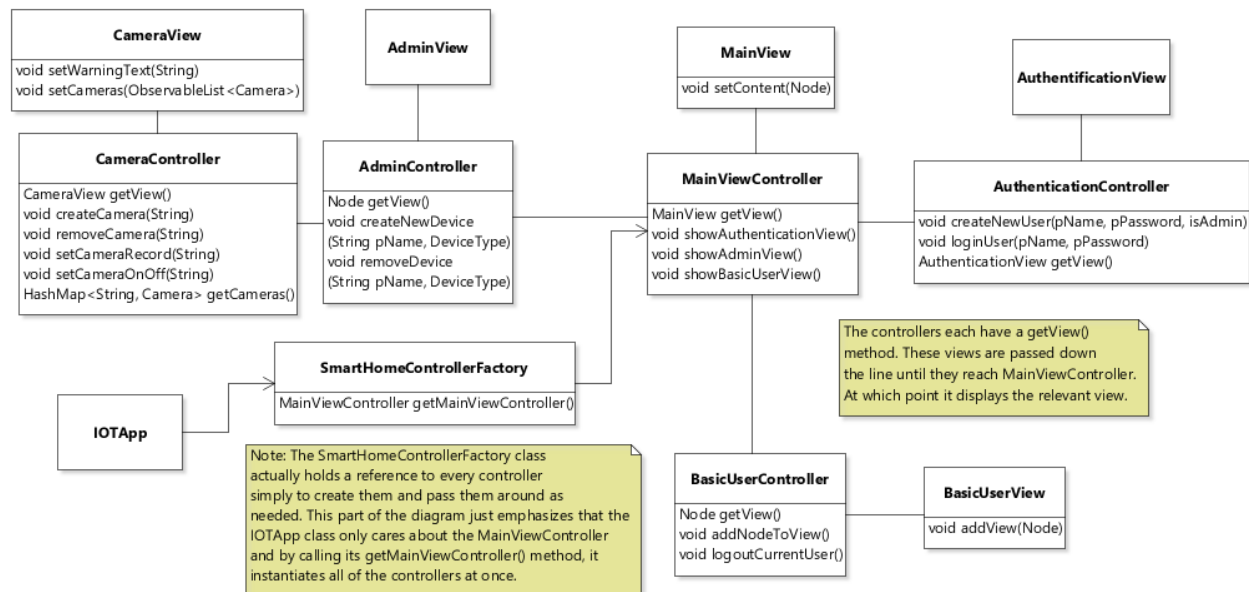 CameraView
void setWarningText(String)
void setCameras(ObservableList<Camera>)
AdminView
MainView
void setContent(Node)
AuthentificationView
CameraController
CameraView getView()
void createCamera(String)
void removeCamera(String)
void setCameraRecord(String)
void setCameraOnOff(String)
HashMap<String, Camera> getCameras()
AdminController
Node getView()
void createNewDevice
(String pName, DeviceType)
void removeDevice
(String pName, DeviceType)
MainViewController
MainView getView()
void showAuthenticationView()
void showAdminView()
void showBasicUserView()
AuthenticationController
void createNewUser(pName, pPassword, isAdmin)
void loginUser(pName, pPassword)
AuthenticationView getView()
The controllers each have a getView()
method. These views are passed down
the line until they reach MainViewController.
At which point it displays the relevant view.
SmartHomeControllerFactory
MainViewController getMainViewController()
IOTApp
Note: The SmartHomeControllerFactory class
actually holds a reference to every controller
simply to create them and pass them around as
needed. This part of the diagram just emphasizes that the
IOTApp class only cares about the MainViewController
and by calling its getMainViewController() method, it
instantiates all of the controllers at once.
BasicUserController
Node getView()
void addNodeToView()
void logoutCurrentUser()
BasicUserView
void addView(Node)